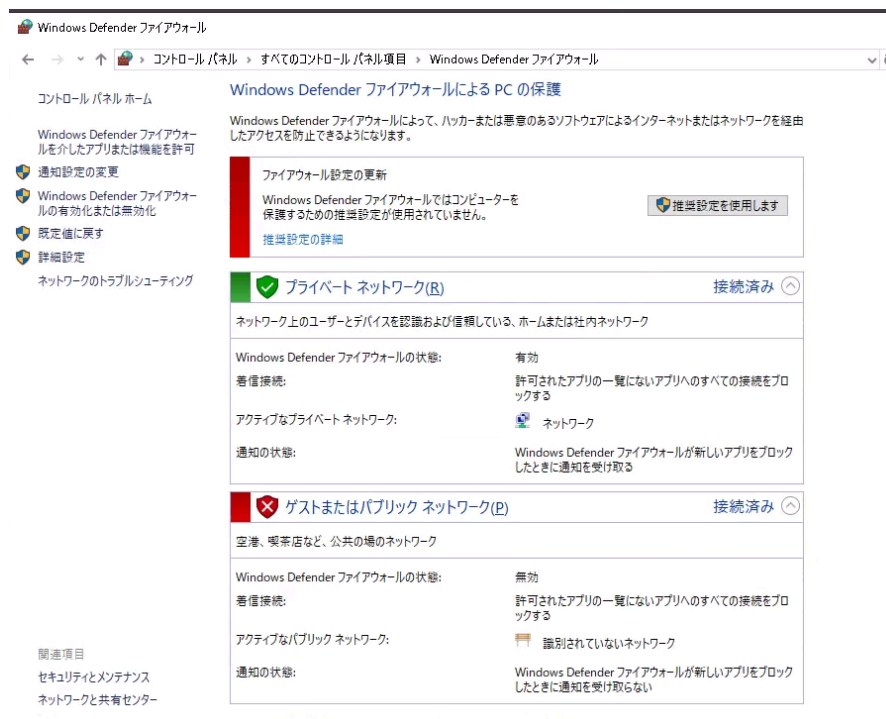 Windows Defender ファイアウォール
コントロール パネル › すべてのコントロール パネル項目 › Windows Defender ファイアウォール
コントロール パネル ホーム
Windows Defender ファイアウォー
ルを介したアプリまたは機能を許可
通知設定の変更
Windows Defender ファイアウォー
ルの有効化または無効化
既定値に戻す
詳細設定
ネットワークのトラブルシューティング
Windows Defender ファイアウォールによる PC の保護
Windows Defender ファイアウォールによって、ハッカーまたは悪意のあるソフトウェアによるインターネットまたはネットワークを経由
したアクセスを防止できるようになります。
ファイアウォール設定の更新
Windows Defender ファイアウォールではコンピューターを
保護するための推奨設定が使用されていません。
推奨設定を使用します
推奨設定の詳細
プライベート ネットワーク(R) 接続済み
ネットワーク上のユーザーとデバイスを認識および信頼している、ホームまたは社内ネットワーク
Windows Defender ファイアウォールの状態: 有効
着信接続: 許可されたアプリの一覧にないアプリへのすべての接続をブロ
ックする
アクティブなプライベート ネットワーク: ネットワーク
通知の状態: Windows Defender ファイアウォールが新しいアプリをブロック
したときに通知を受け取る
ゲストまたはパブリック ネットワーク(P) 接続済み
空港、喫茶店など、公共の場のネットワーク
Windows Defender ファイアウォールの状態: 無効
着信接続: 許可されたアプリの一覧にないアプリへのすべての接続をブロ
ックする
アクティブなパブリック ネットワーク: 識別されていないネットワーク
通知の状態: Windows Defender ファイアウォールが新しいアプリをブロック
したときに通知を受け取らない
関連項目
セキュリティとメンテナンス
ネットワークと共有センター